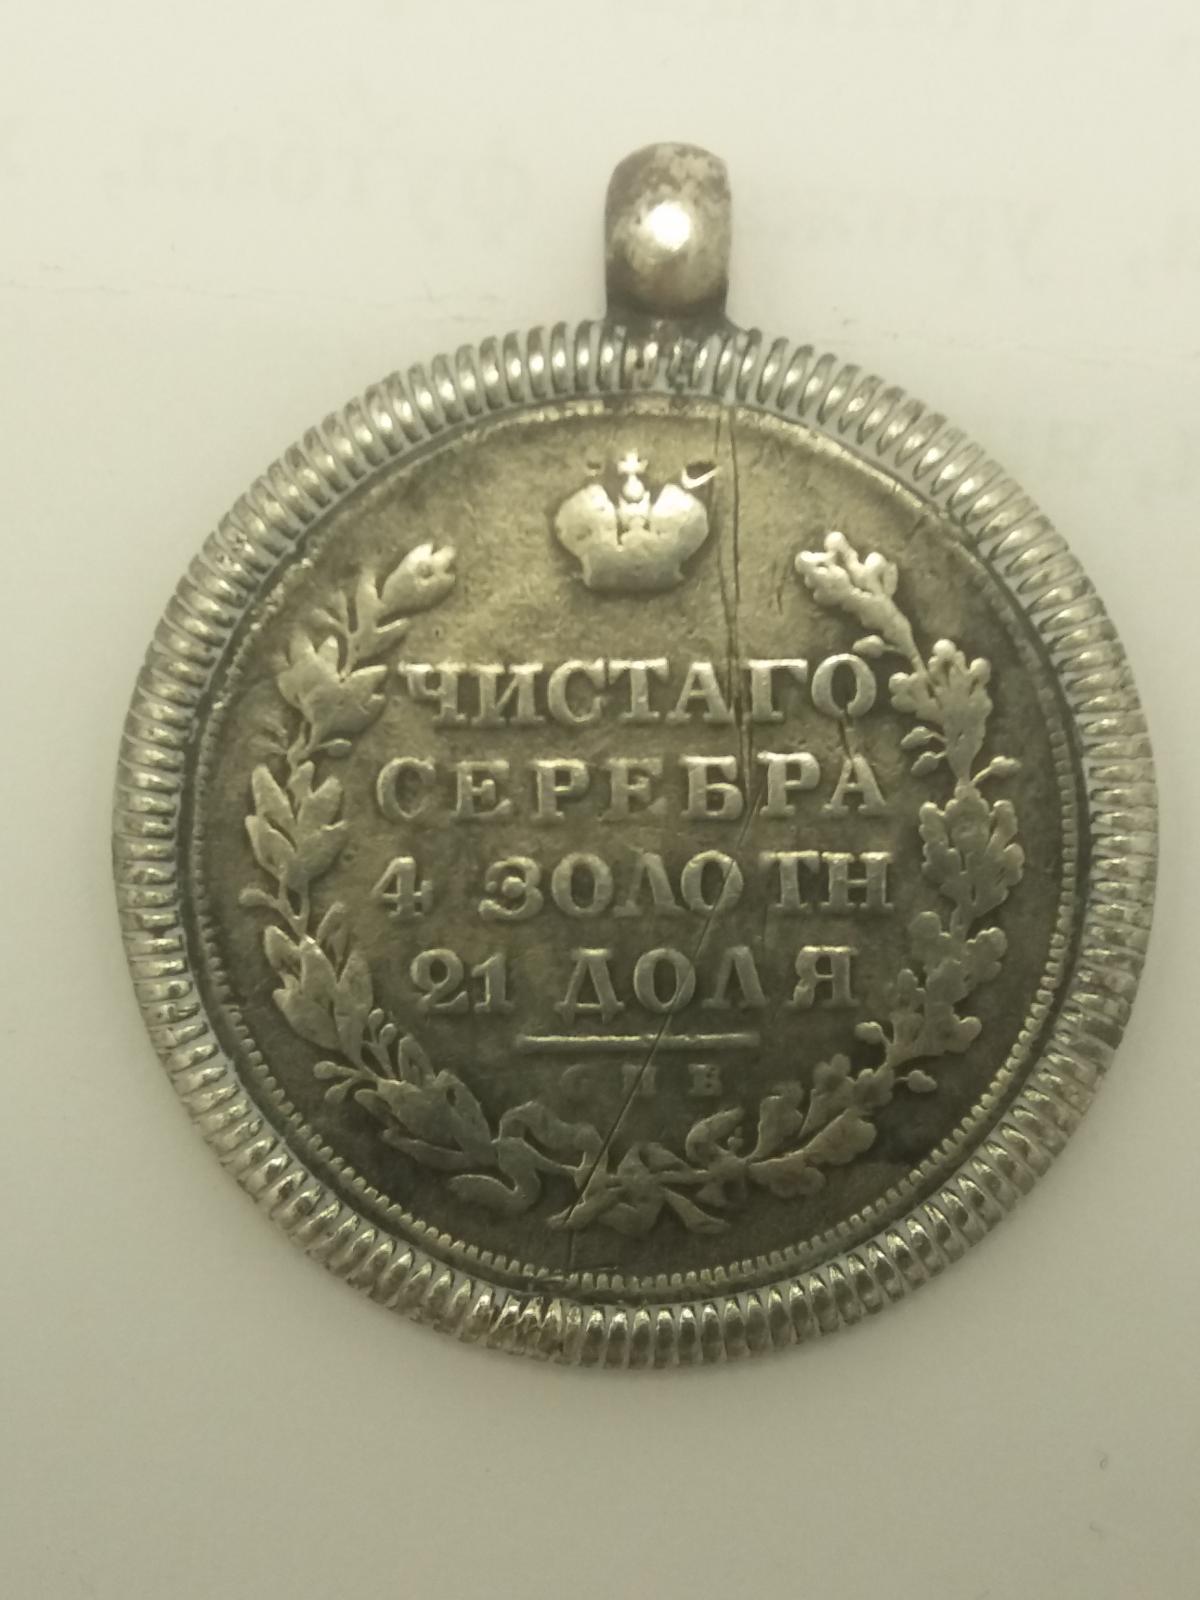 ЧИСТАГО
СЕРЕБРА
4 ЗОЛОТН
21 ДОЛЯ
СПБ